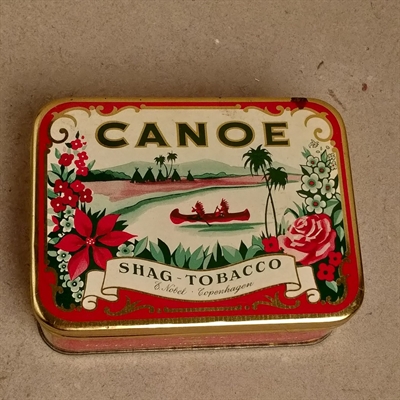 CANOE
SHAG-TOBACCO
E. Nobel · Copenhagen